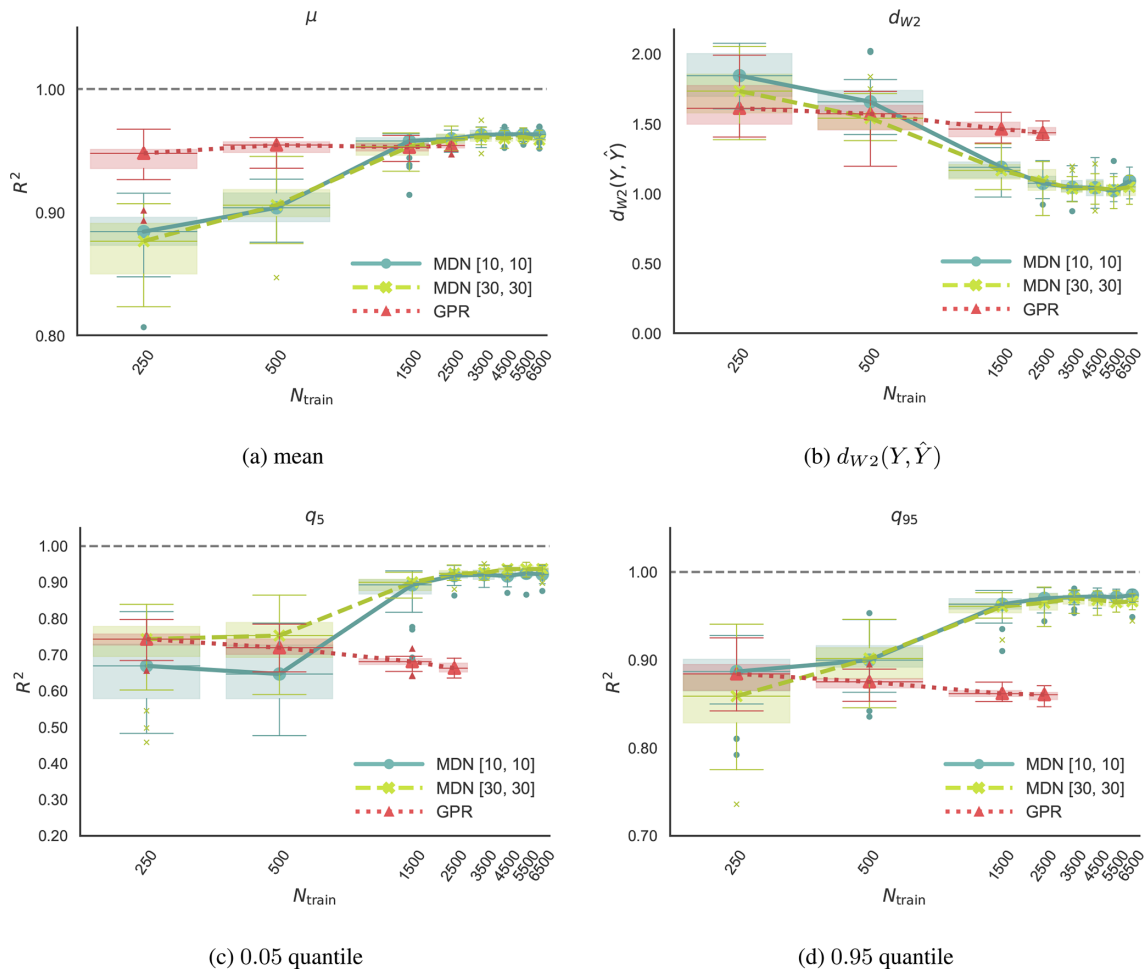 μ
1.00
0.90
0.80
R²
250
500
1500
2500
3500
4500
5500
6500
N_train
MDN [10, 10]
MDN [30, 30]
GPR
(a) mean
d_W2
2.00
1.50
1.00
0.50
0.00
d_W2(Y, Ŷ)
250
500
1500
2500
3500
4500
5500
6500
N_train
MDN [10, 10]
MDN [30, 30]
GPR
(b) d_W2(Y, Ŷ)
q₅
1.00
0.90
0.80
0.70
0.60
0.50
0.40
0.30
0.20
R²
250
500
1500
2500
3500
4500
5500
6500
N_train
MDN [10, 10]
MDN [30, 30]
GPR
(c) 0.05 quantile
q₉₅
1.00
0.90
0.80
0.70
R²
250
500
1500
2500
3500
4500
5500
6500
N_train
MDN [10, 10]
MDN [30, 30]
GPR
(d) 0.95 quantile